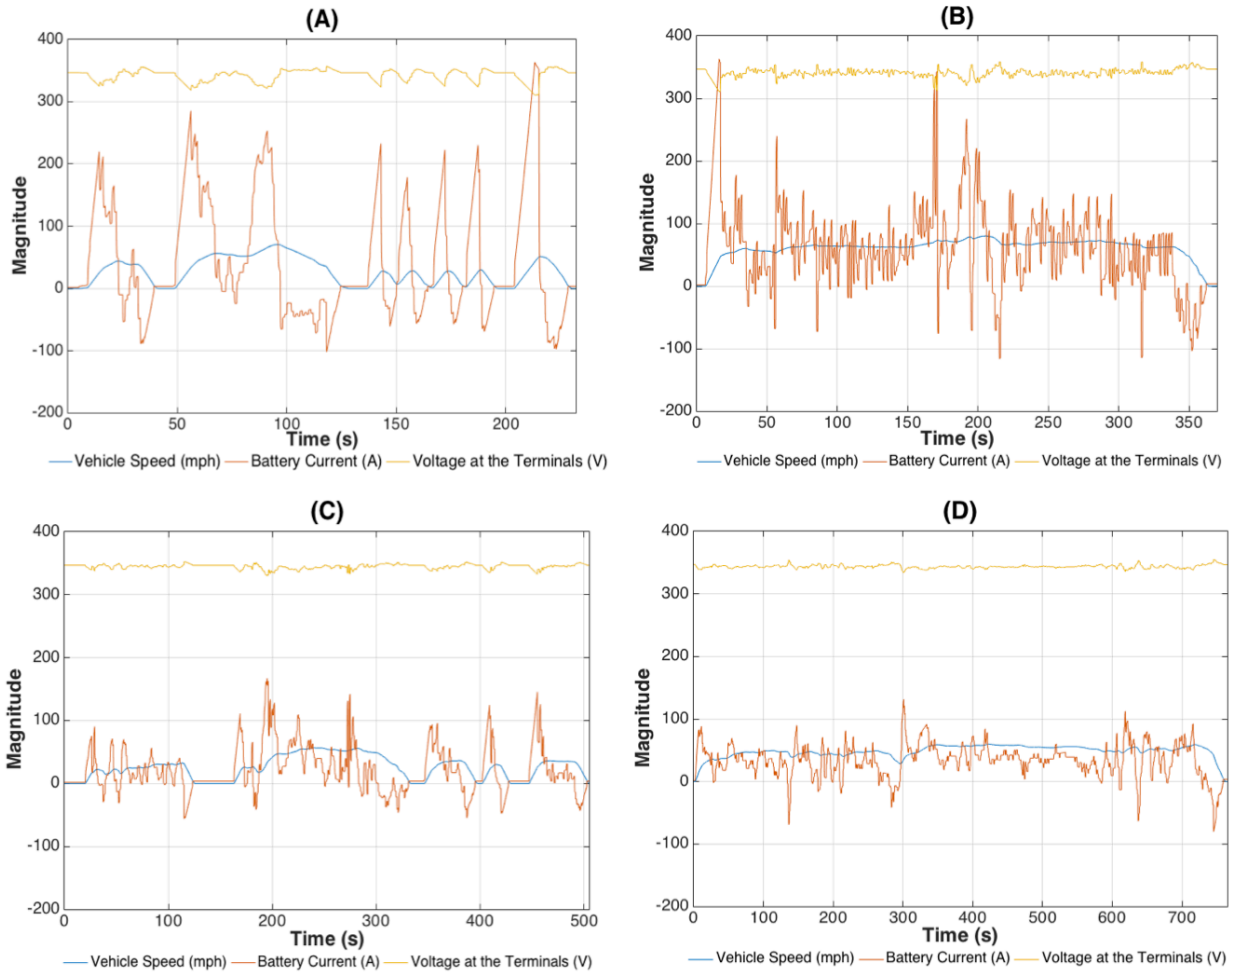 (A)
400
300
200
100
0
-100
-200
Magnitude
0 50 100 150 200
Time (s)
Vehicle Speed (mph) Battery Current (A) Voltage at the Terminals (V)
(B)
400
300
200
100
0
-100
-200
Magnitude
0 50 100 150 200 250 300 350
Time (s)
Vehicle Speed (mph) Battery Current (A) Voltage at the Terminals (V)
(C)
400
300
200
100
0
-100
-200
Magnitude
0 100 200 300 400 500
Time (s)
Vehicle Speed (mph) Battery Current (A) Voltage at the Terminals (V)
(D)
400
300
200
100
0
-100
-200
Magnitude
0 100 200 300 400 500 600 700
Time (s)
Vehicle Speed (mph) Battery Current (A) Voltage at the Terminals (V)